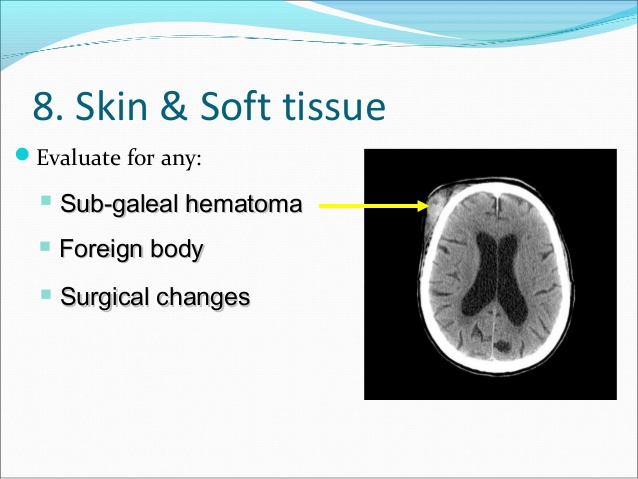 8. Skin & Soft tissue
Evaluate for any:
Sub-galeal hematoma
Foreign body
Surgical changes